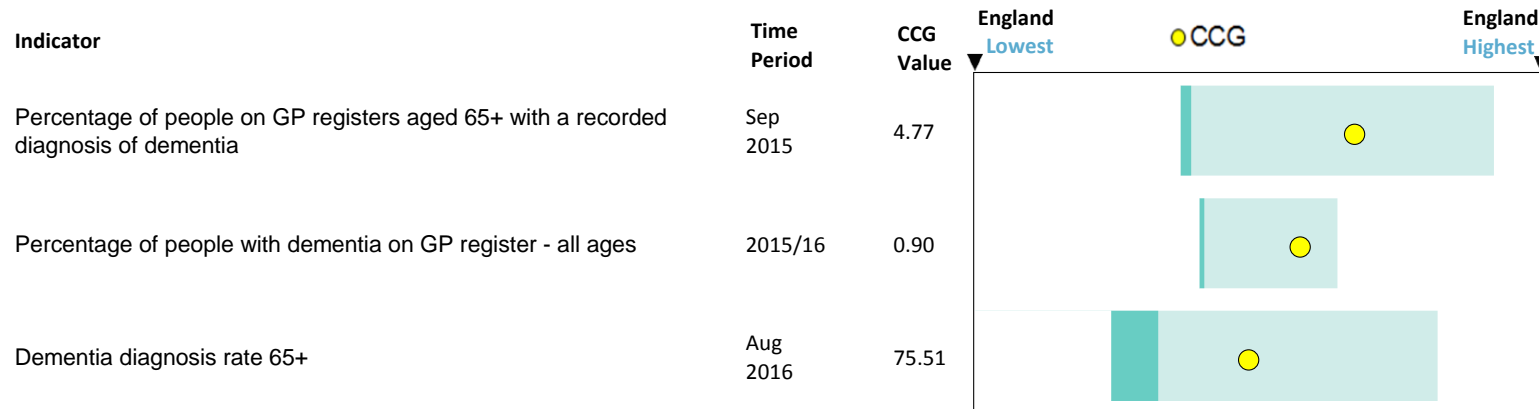 Indicator
Time
Period
CCG
Value
England
Lowest
CCG
England
Highest
Percentage of people on GP registers aged 65+ with a recorded
diagnosis of dementia
Sep
2015
4.77
Percentage of people with dementia on GP register - all ages
2015/16
0.90
Dementia diagnosis rate 65+
Aug
2016
75.51